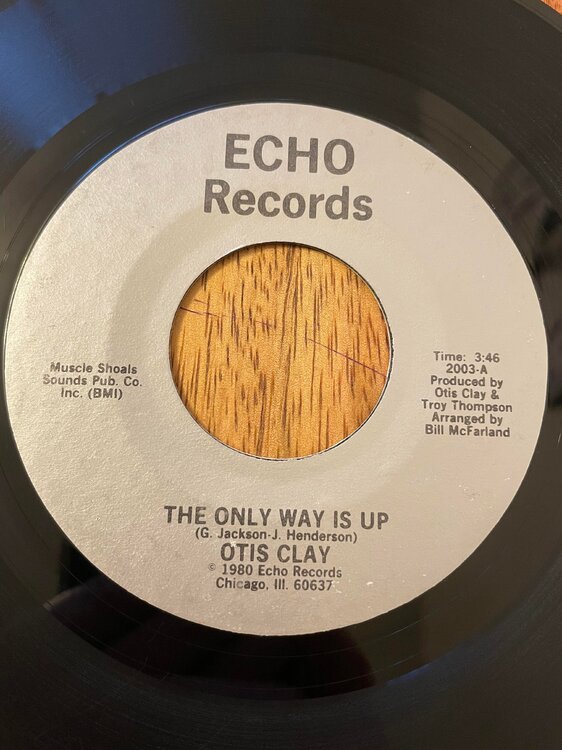 ECHO
Records
Muscle Shoals
Sounds Pub. Co.
Inc. (BMI)
Time: 3:46
2003-A
Produced by
Otis Clay &
Troy Thompson
Arranged by
Bill McFarland
THE ONLY WAY IS UP
(G. Jackson-J. Henderson)
OTIS CLAY
© 1980 Echo Records
Chicago, Ill. 60637